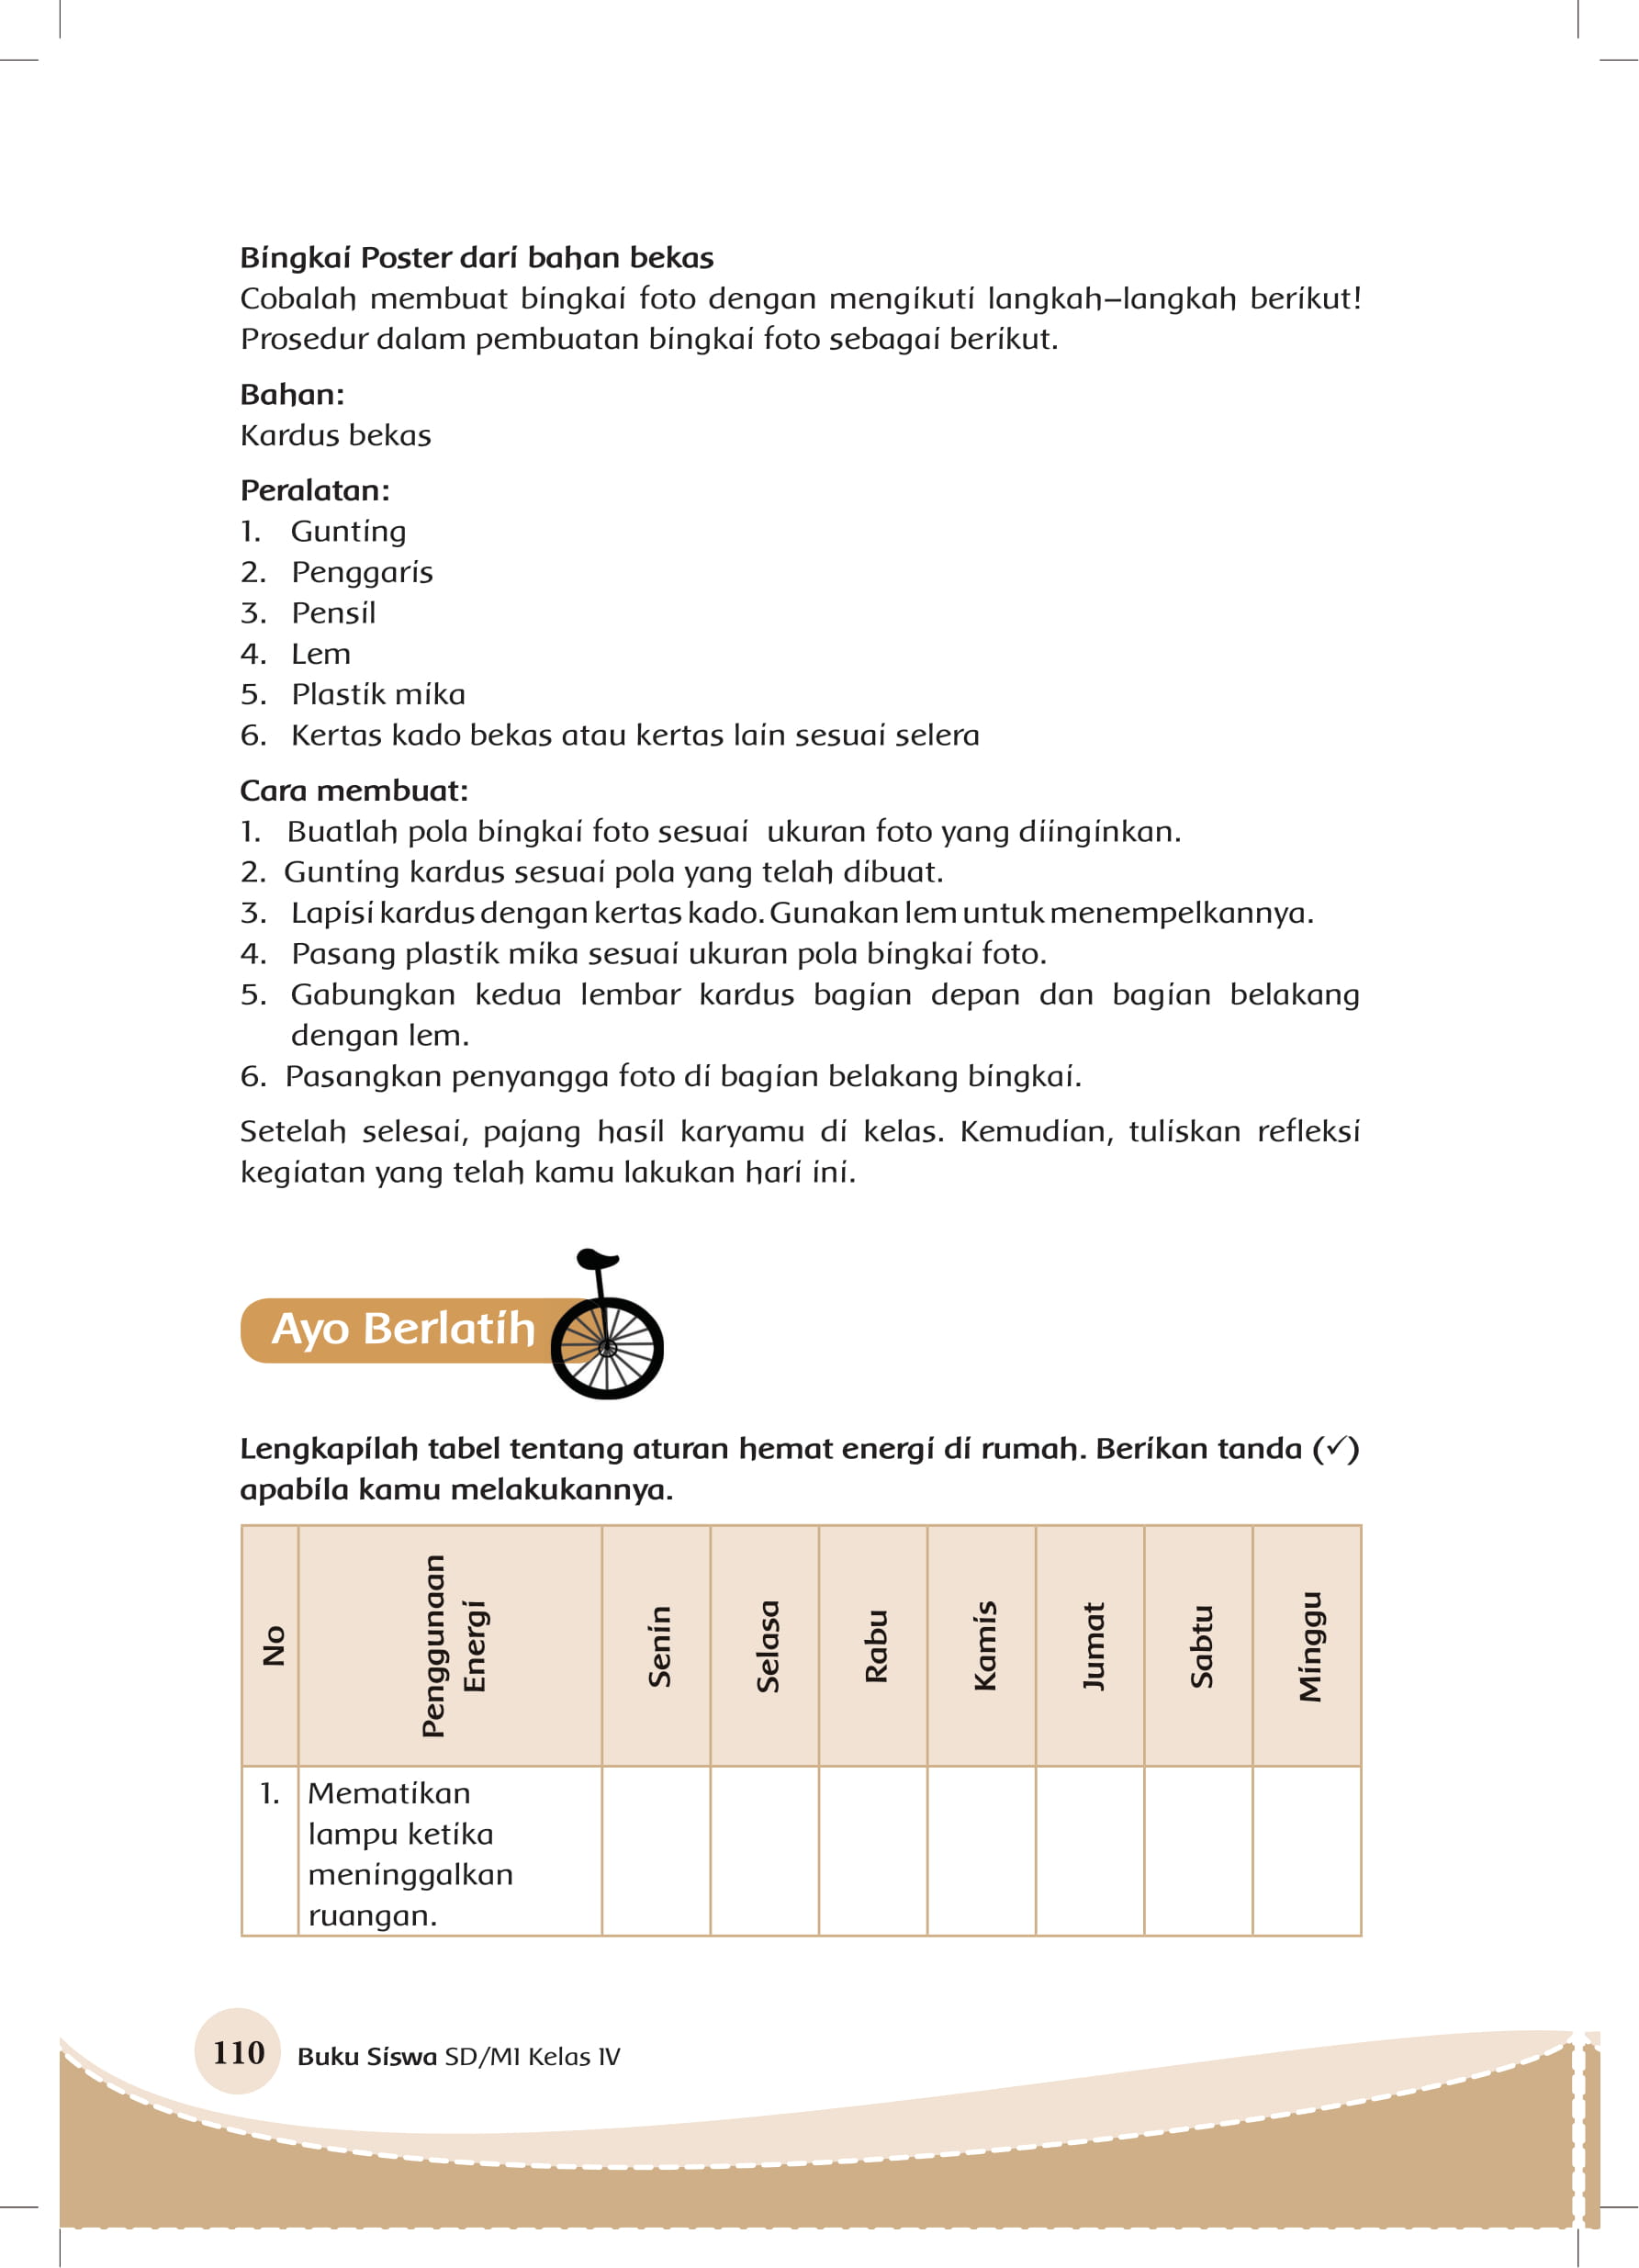 Bingkai Poster dari bahan bekas
Cobalah membuat bingkai foto dengan mengikuti langkah–langkah berikut!
Prosedur dalam pembuatan bingkai foto sebagai berikut.
Bahan:
Kardus bekas
Peralatan:
1. Gunting
2. Penggaris
3. Pensil
4. Lem
5. Plastik mika
6. Kertas kado bekas atau kertas lain sesuai selera
Cara membuat:
1. Buatlah pola bingkai foto sesuai ukuran foto yang diinginkan.
2. Gunting kardus sesuai pola yang telah dibuat.
3. Lapisi kardus dengan kertas kado. Gunakan lem untuk menempelkannya.
4. Pasang plastik mika sesuai ukuran pola bingkai foto.
5. Gabungkan kedua lembar kardus bagian depan dan bagian belakang
dengan lem.
6. Pasangkan penyangga foto di bagian belakang bingkai.
Setelah selesai, pajang hasil karyamu di kelas. Kemudian, tuliskan refleksi
kegiatan yang telah kamu lakukan hari ini.
Ayo Berlatih
Lengkapilah tabel tentang aturan hemat energi di rumah. Berikan tanda (✓)
apabila kamu melakukannya.
No
Penggunaan
Energi
Senin
Selasa
Rabu
Kamis
Jumat
Sabtu
Minggu
1. Mematikan
lampu ketika
meninggalkan
ruangan.
110 Buku Siswa SD/MI Kelas IV